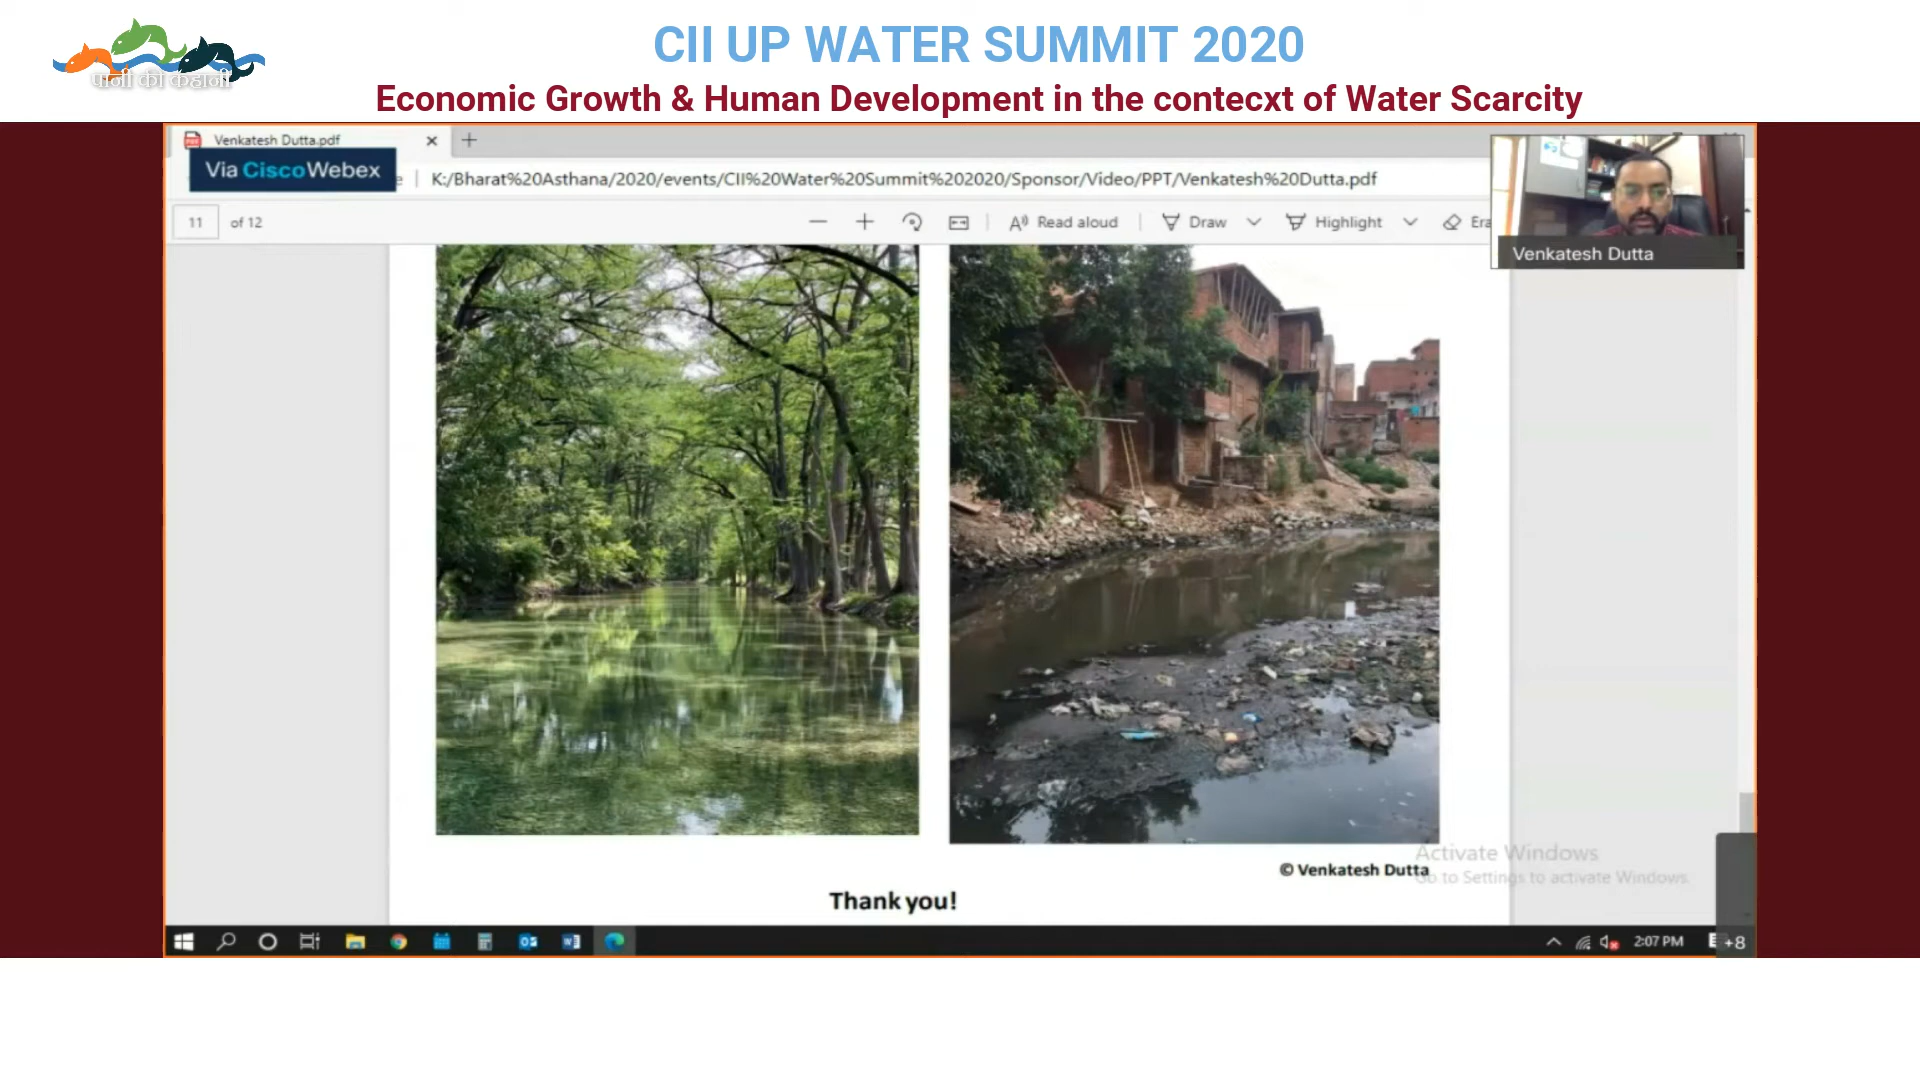 पानी की कहानी
CII UP WATER SUMMIT 2020
Economic Growth & Human Development in the contecxt of Water Scarcity
Venkatesh Dutta.pdf
Via CiscoWebex
K:/Bharat%20Asthana/2020/events/CII%20Water%20Summit%202020/Sponsor/Video/PPT/Venkatesh%20Dutta.pdf
11 of 12 Read aloud Draw Highlight Era
Venkatesh Dutta
© Venkatesh Dutta
Thank you!
Activate Windows
Go to Settings to activate Windows.
2:07 PM
+8